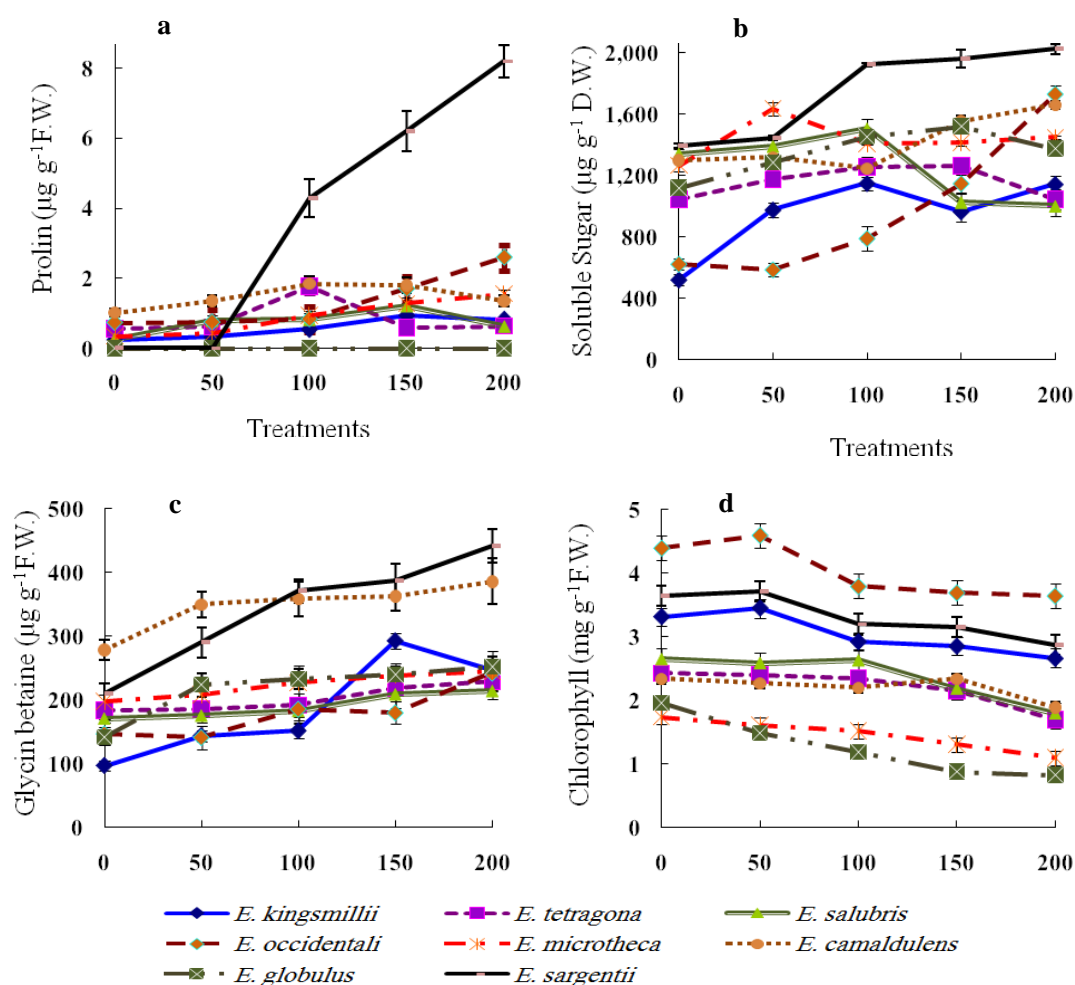 a
Prolin (µg g-1F.W.)
8
6
4
2
0
0 50 100 150 200
Treatments
b
Soluble Sugar (µg g-1 D.W.)
2,000
1,600
1,200
800
400
0
0 50 100 150 200
Treatments
c
Glycin betaine (µg g-1F.W.)
500
400
300
200
100
0
0 50 100 150 200
d
Chlorophyll (mg g-1F.W.)
5
4
3
2
1
0
0 50 100 150 200
E. kingsmillii E. tetragona E. salubris
E. occidentali E. microtheca E. camaldulens
E. globulus E. sargentii